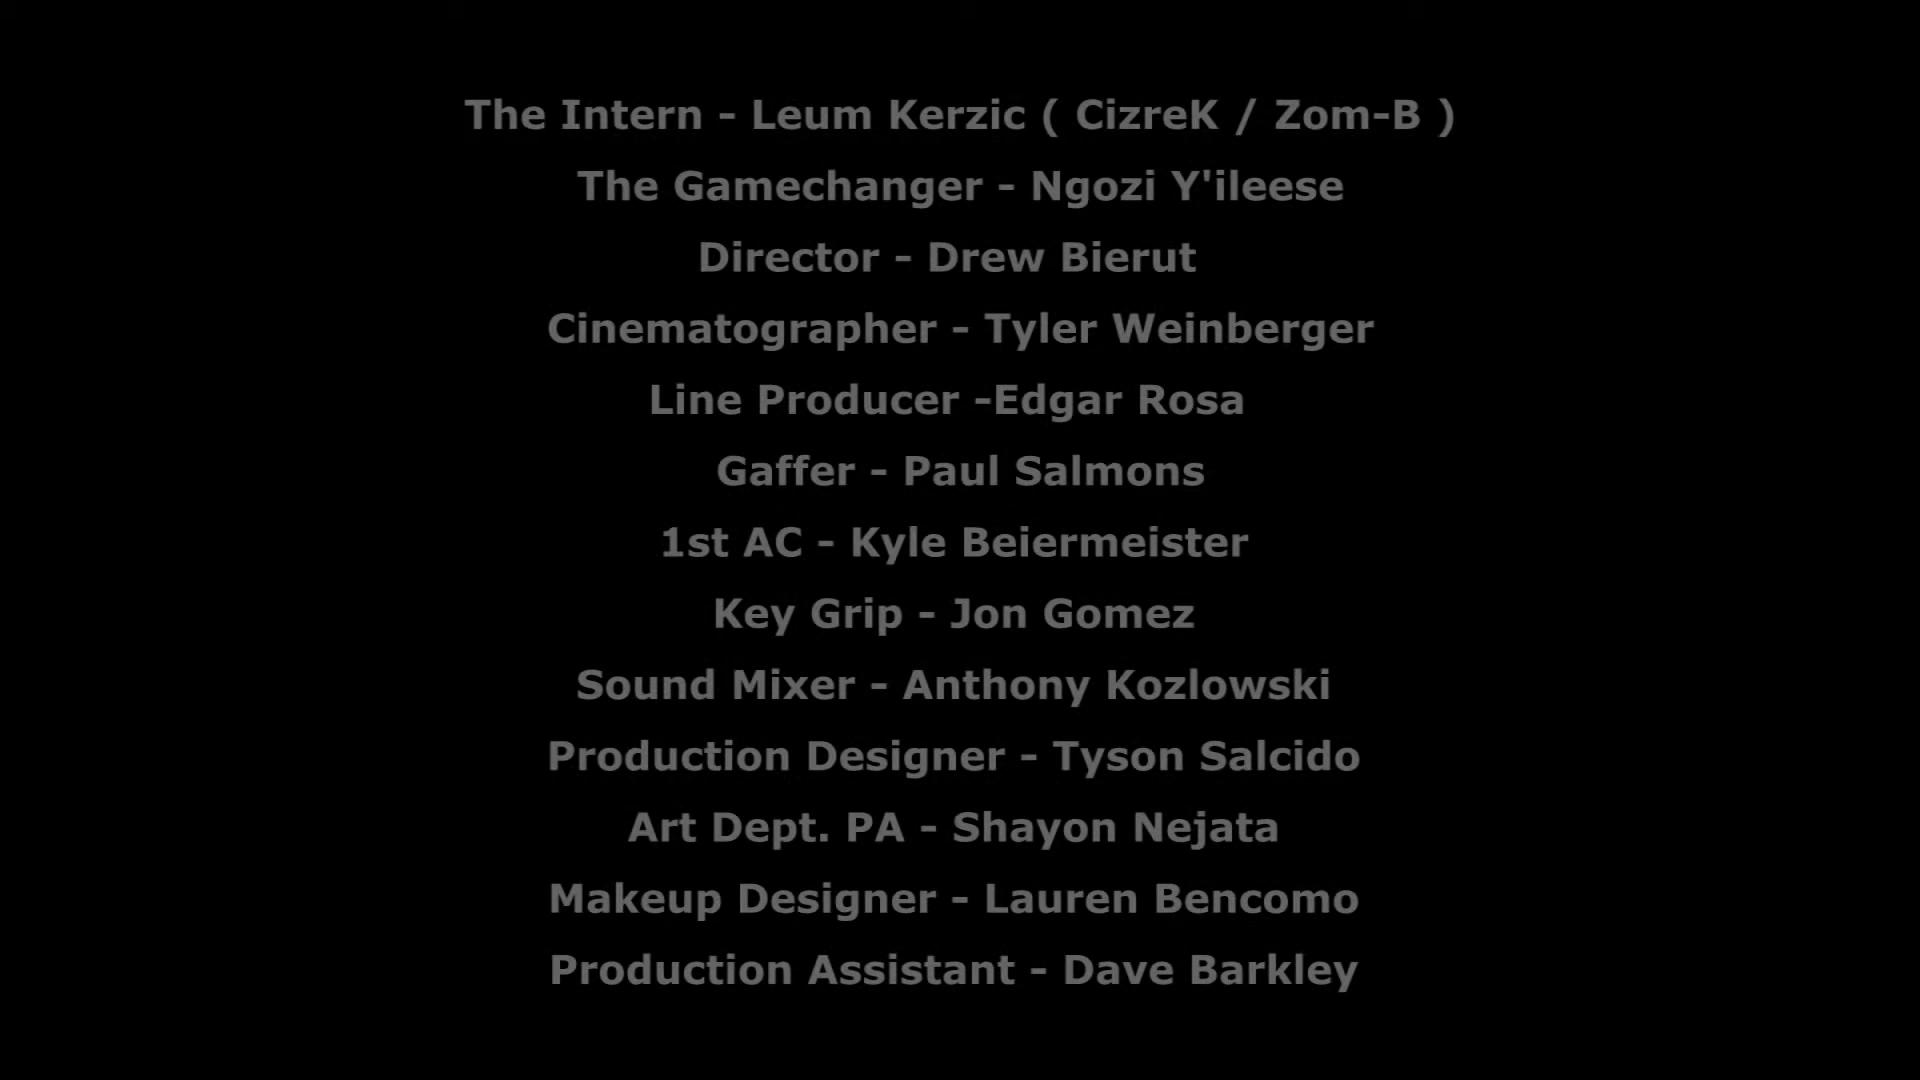 The Intern - Leum Kerzic ( CizreK / Zom-B )
The Gamechanger - Ngozi Y'ileese
Director - Drew Bierut
Cinematographer - Tyler Weinberger
Line Producer -Edgar Rosa
Gaffer - Paul Salmons
1st AC - Kyle Beiermeister
Key Grip - Jon Gomez
Sound Mixer - Anthony Kozlowski
Production Designer - Tyson Salcido
Art Dept. PA - Shayon Nejata
Makeup Designer - Lauren Bencomo
Production Assistant - Dave Barkley